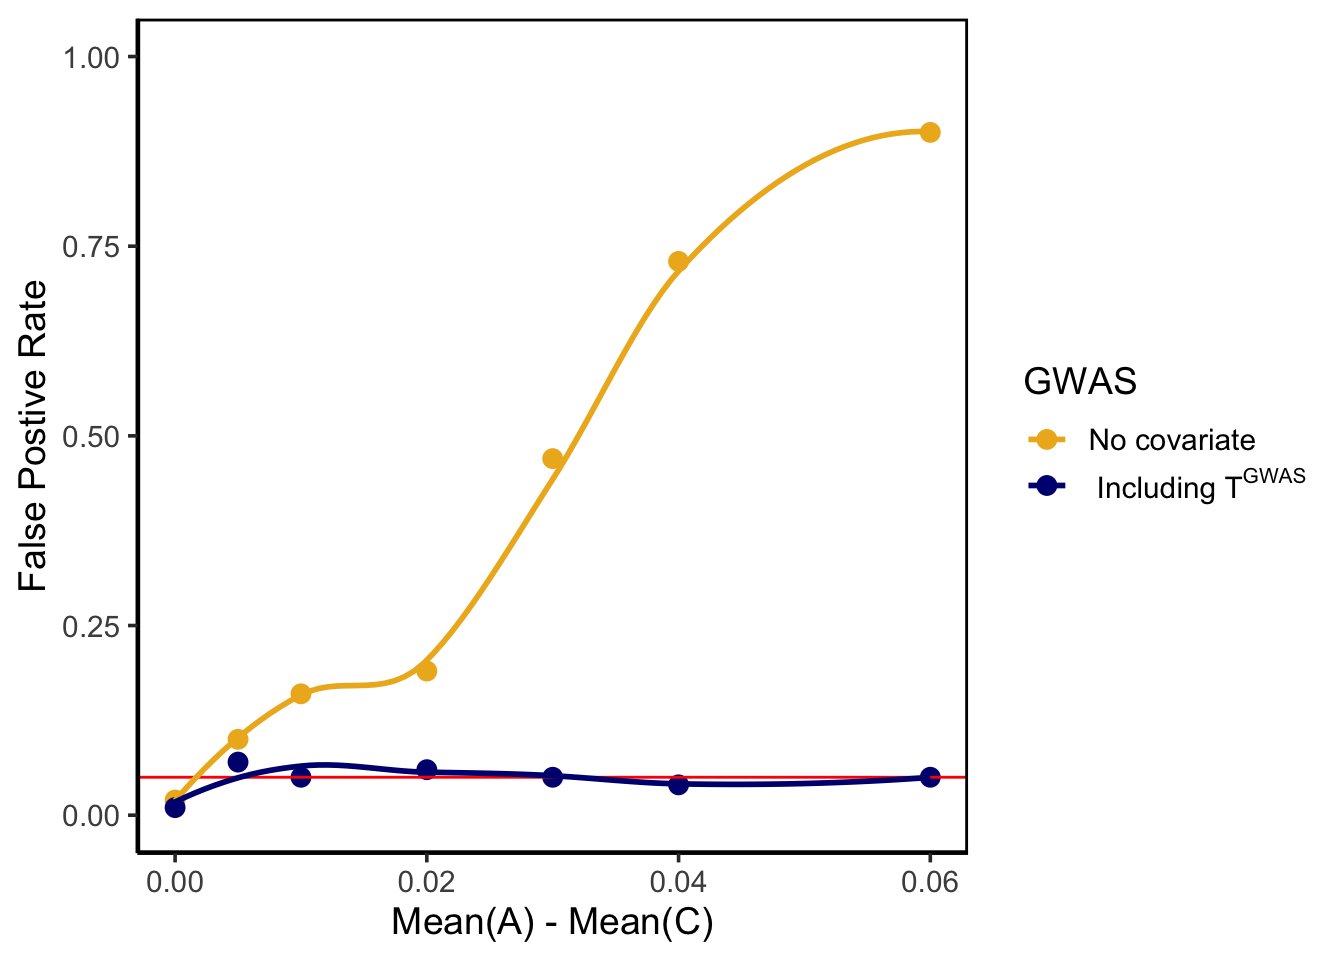 1.00
0.75
0.50
0.25
0.00
False Postive Rate
0.00 0.02 0.04 0.06
Mean(A) - Mean(C)
GWAS
No covariate
Including T^GWAS